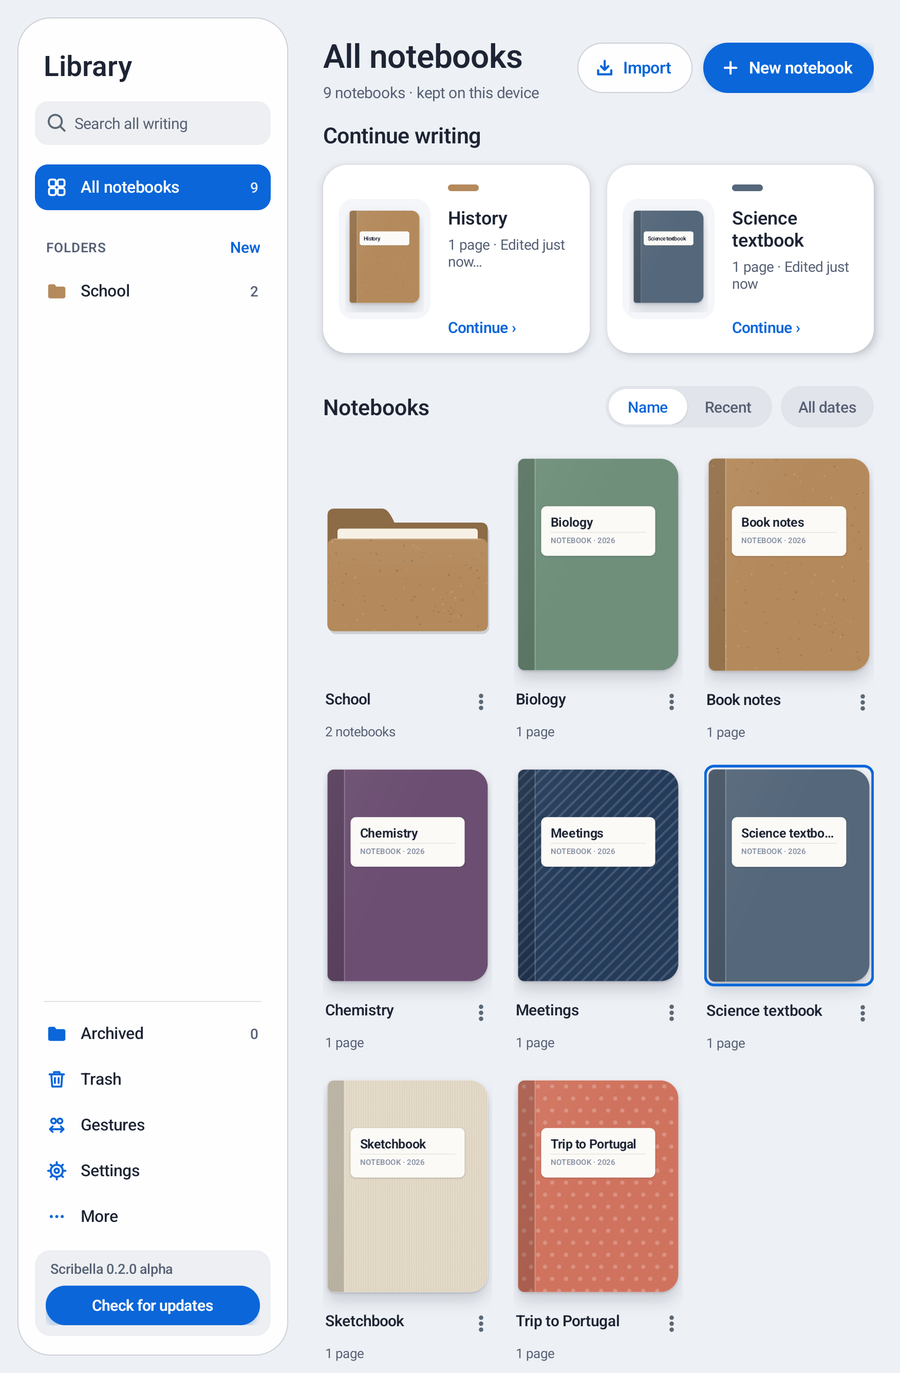 Library
Search all writing
All notebooks 9
FOLDERS New
School 2
Archived 0
Trash
Gestures
Settings
More
Scribella 0.2.0 alpha
Check for updates
All notebooks
9 notebooks · kept on this device
Import
New notebook
Continue writing
History
History
1 page · Edited just
now...
Continue ›
Science textbook
Science
textbook
1 page · Edited just
now
Continue ›
Notebooks
Name
Recent
All dates
Biology
NOTEBOOK · 2026
Book notes
NOTEBOOK · 2026
School
2 notebooks
Biology
1 page
Book notes
1 page
Chemistry
NOTEBOOK · 2026
Meetings
NOTEBOOK · 2026
Science textbo...
NOTEBOOK · 2026
Chemistry
1 page
Meetings
1 page
Science textbook
1 page
Sketchbook
NOTEBOOK · 2026
Trip to Portugal
NOTEBOOK · 2026
Sketchbook
1 page
Trip to Portugal
1 page